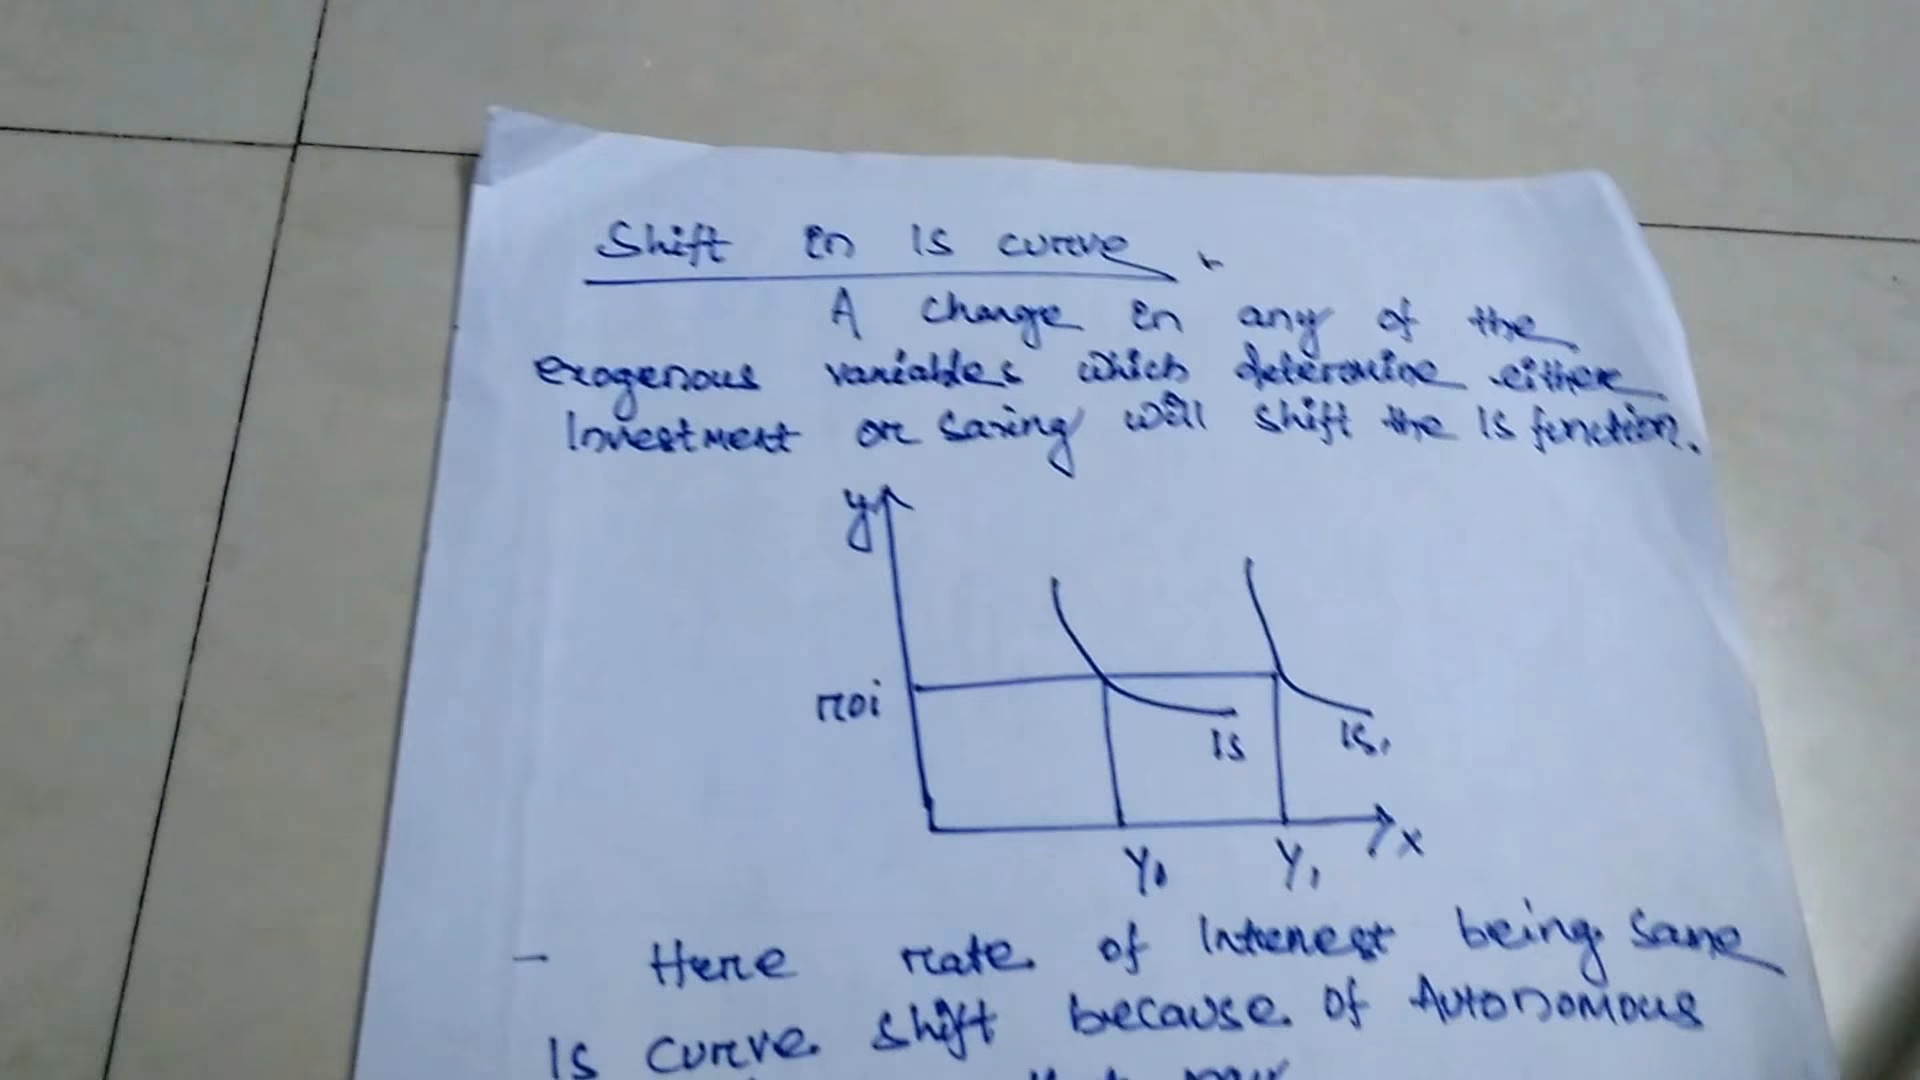 Shift in IS curve
A change in any of the
exogenous variables which determine either
Investment or saving will shift the IS function.
y
roi
IS
IS₁
Y₀
Y₁
x
- Here rate of Interest being same
IS curve shift because of Autonomous